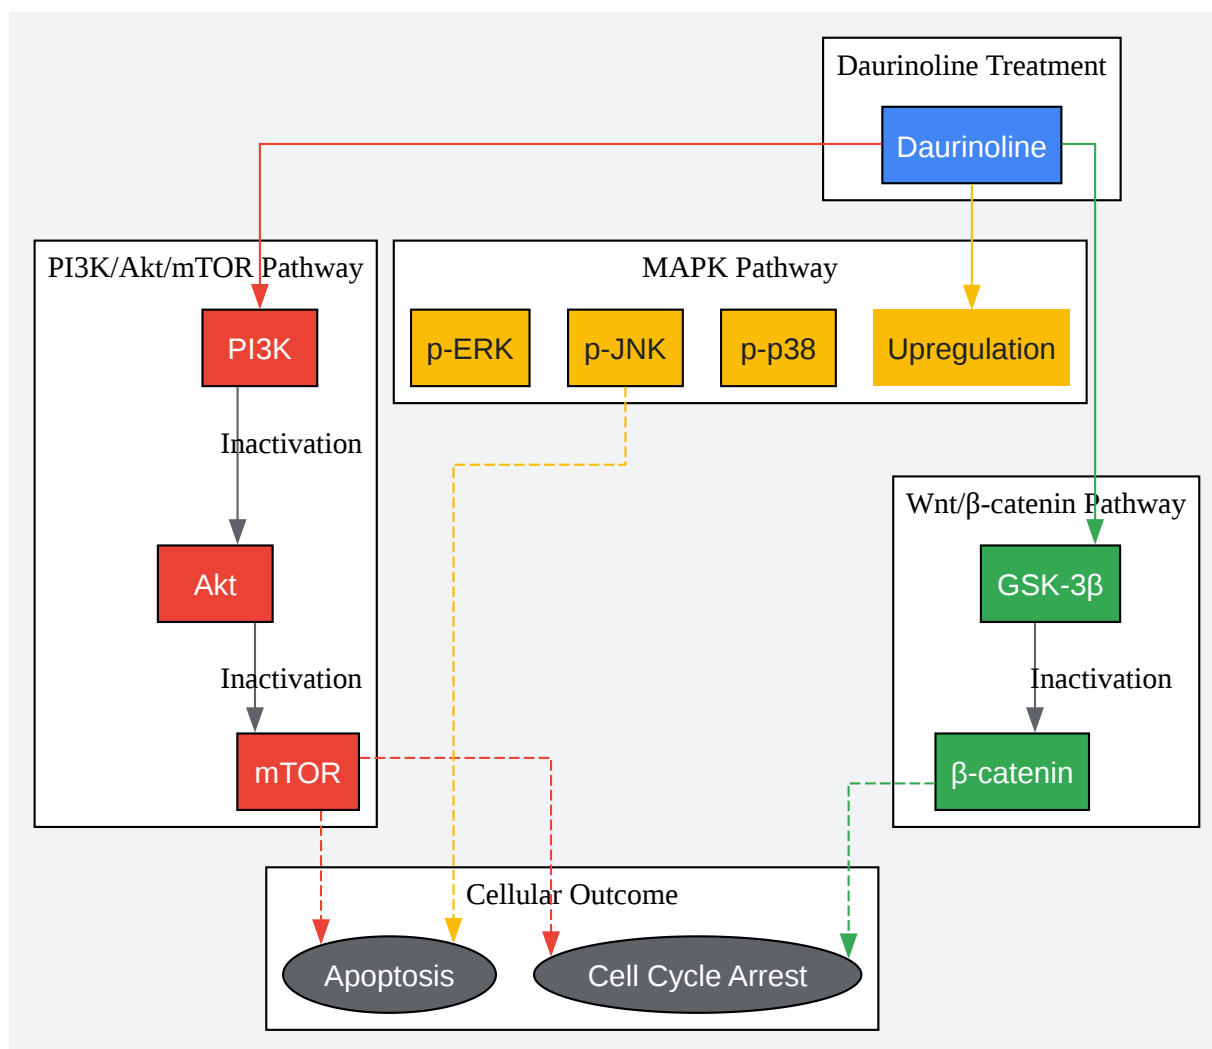 Daurinoline Treatment
Daurinoline
PI3K/Akt/mTOR Pathway
MAPK Pathway
PI3K
p-ERK
p-JNK
p-p38
Upregulation
Inactivation
Wnt/β-catenin Pathway
Akt
GSK-3β
Inactivation
Inactivation
mTOR
β-catenin
Cellular Outcome
Apoptosis
Cell Cycle Arrest